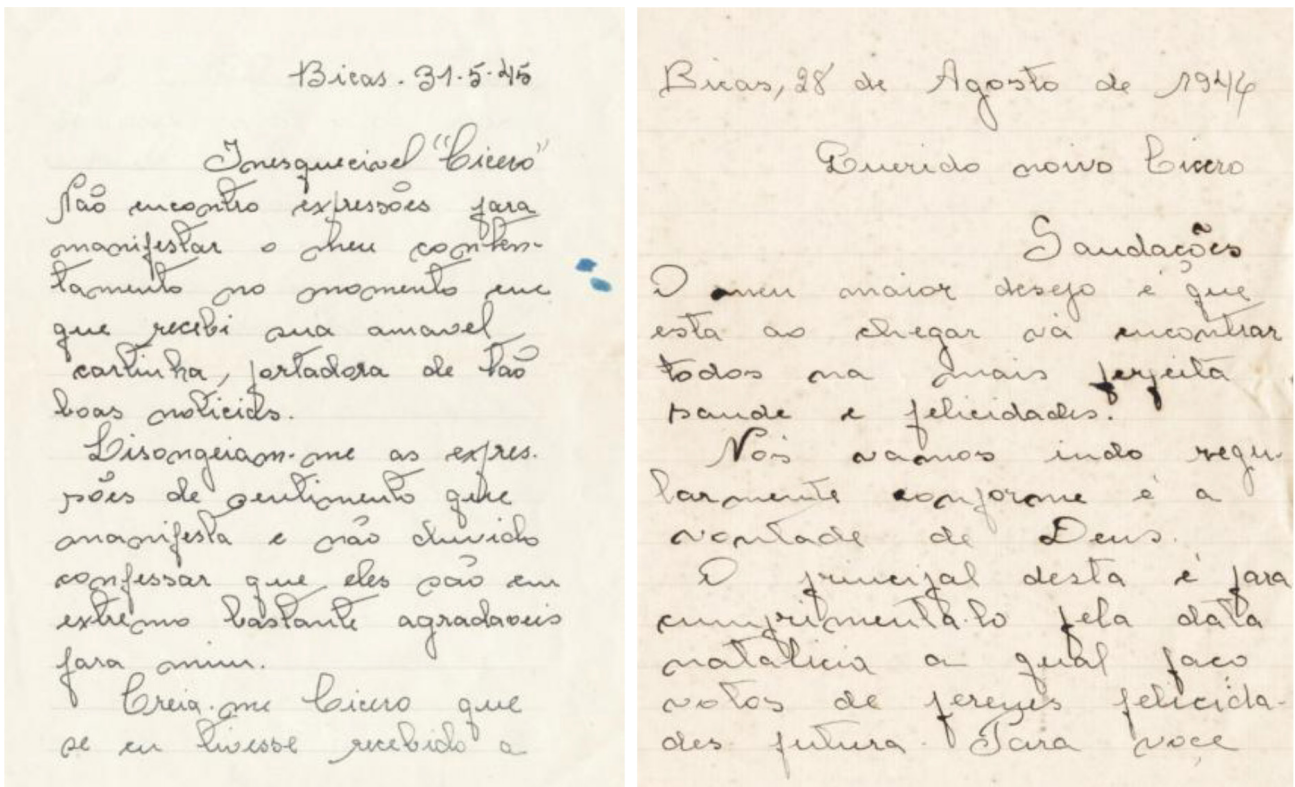 Bicas. 31.5.45
Inesquecivel "Cicero"
Não encontro expressões para
manifestar o meu conten-
tamento no momento em
que recebi sua amavel
cartinha, portadora de tão
boas noticias.
Lisongeiam-me as expres-
sões de sentimento que
manifesta e não duvido
confessar que eles são em
extremo bastante agradaveis
para mim.
Creia-me Cicero que
se eu tivesse recebido a
Bicas, 28 de Agosto de 1944
Querido noivo Cicero
Saudações
O meu maior desejo é que
esta ao chegar vá encontrar
todos na mais perfeita
saude e felicidades.
Nós vamos indo regu-
larmente conforme é a
vontade de Deus.
O principal desta é para
cumprimenta-lo pela data
natalicia a qual faço
votos de perenes felicida-
des futura. Para você